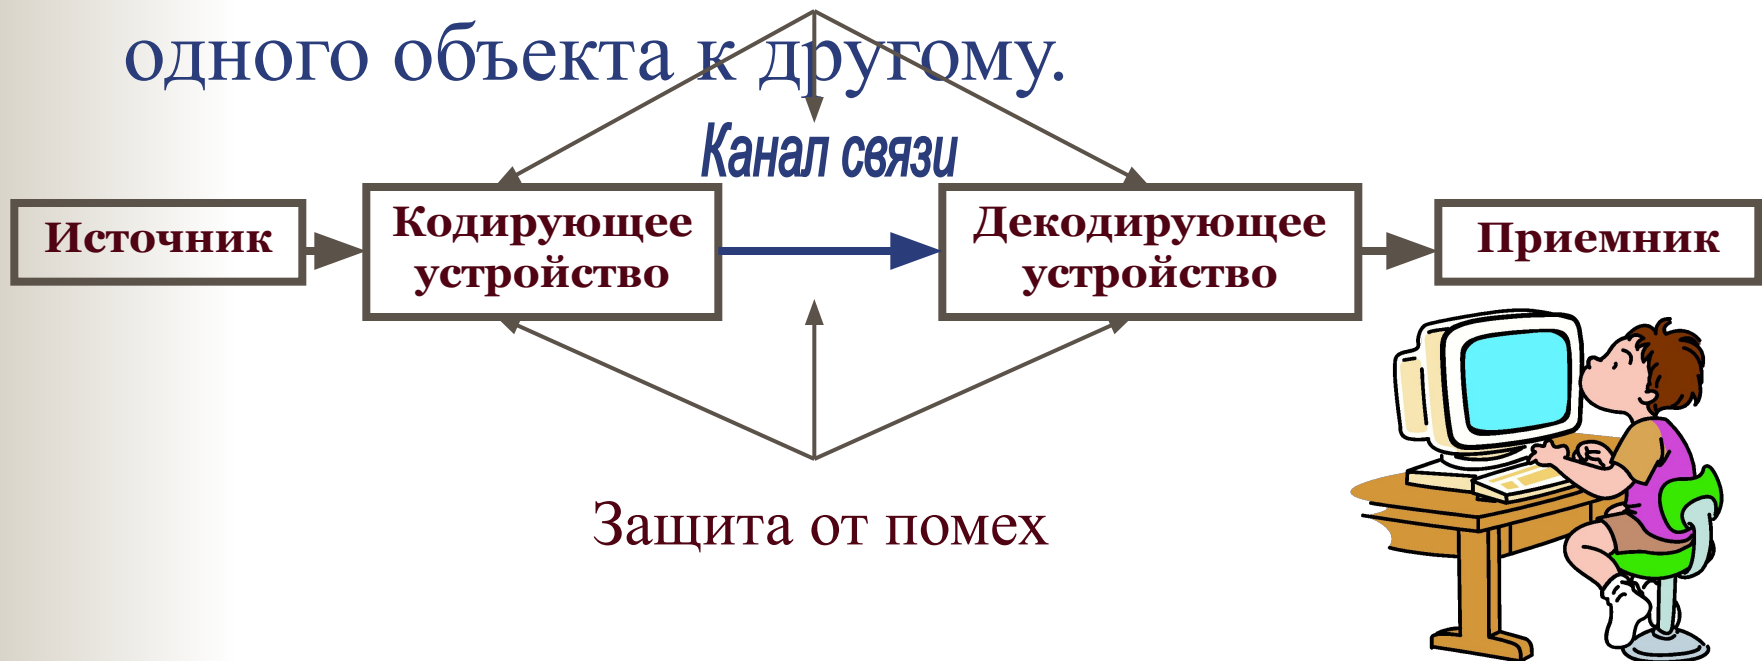 одного объекта к другому.
Канал связи
Источник
Кодирующее
устройство
Декодирующее
устройство
Приемник
Защита от помех